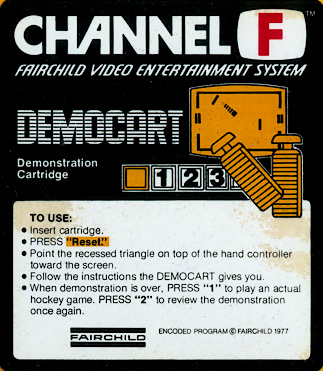 CHANNEL F™
FAIRCHILD VIDEO ENTERTAINMENT SYSTEM
DEMOCART
Demonstration
Cartridge
1 2 3
TO USE:
• Insert cartridge.
• PRESS "Reset."
• Point the recessed triangle on top of the hand controller
toward the screen.
• Follow the instructions the DEMOCART gives you.
• When demonstration is over, PRESS "1" to play an actual
hockey game. PRESS "2" to review the demonstration
once again.
FAIRCHILD
ENCODED PROGRAM © FAIRCHILD 1977